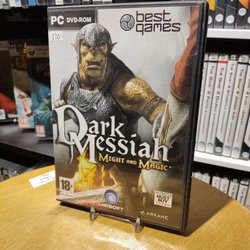 PC DVD-ROM
best
games
Dark
Messiah
MIGHT AND MAGIC
18+
UBISOFT
ARKANE